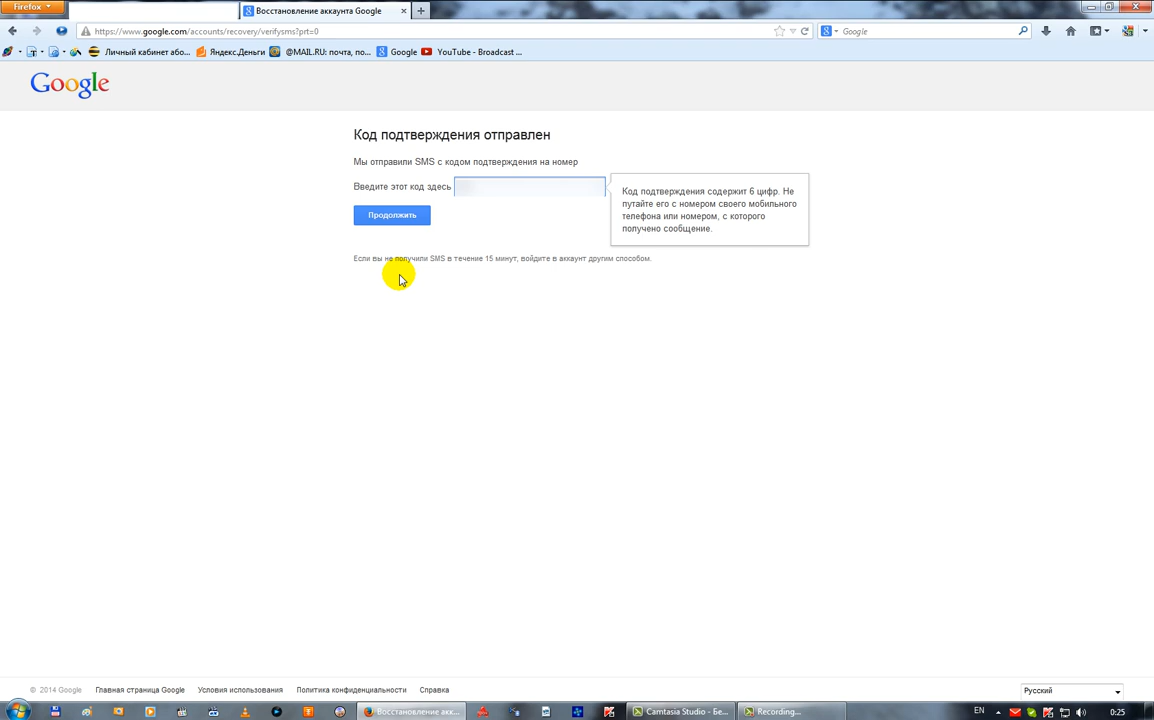 Firefox
Восстановление аккаунта Google
https://www.google.com/accounts/recovery/verifysms?prt=0
Google
Личный кабинет або...
Яндекс.Деньги
@MAIL.RU: почта, по...
Google
YouTube - Broadcast ...
Google
Код подтверждения отправлен
Мы отправили SMS с кодом подтверждения на номер
Введите этот код здесь
Код подтверждения содержит 6 цифр. Не
путайте его с номером своего мобильного
телефона или номером, с которого
получено сообщение.
Продолжить
Если вы не получили SMS в течение 15 минут, войдите в аккаунт другим способом.
© 2014 Google
Главная страница Google
Условия использования
Политика конфиденциальности
Справка
Русский
Восстановление акк...
Camtasia Studio - Бе...
Recording...
EN
0:25